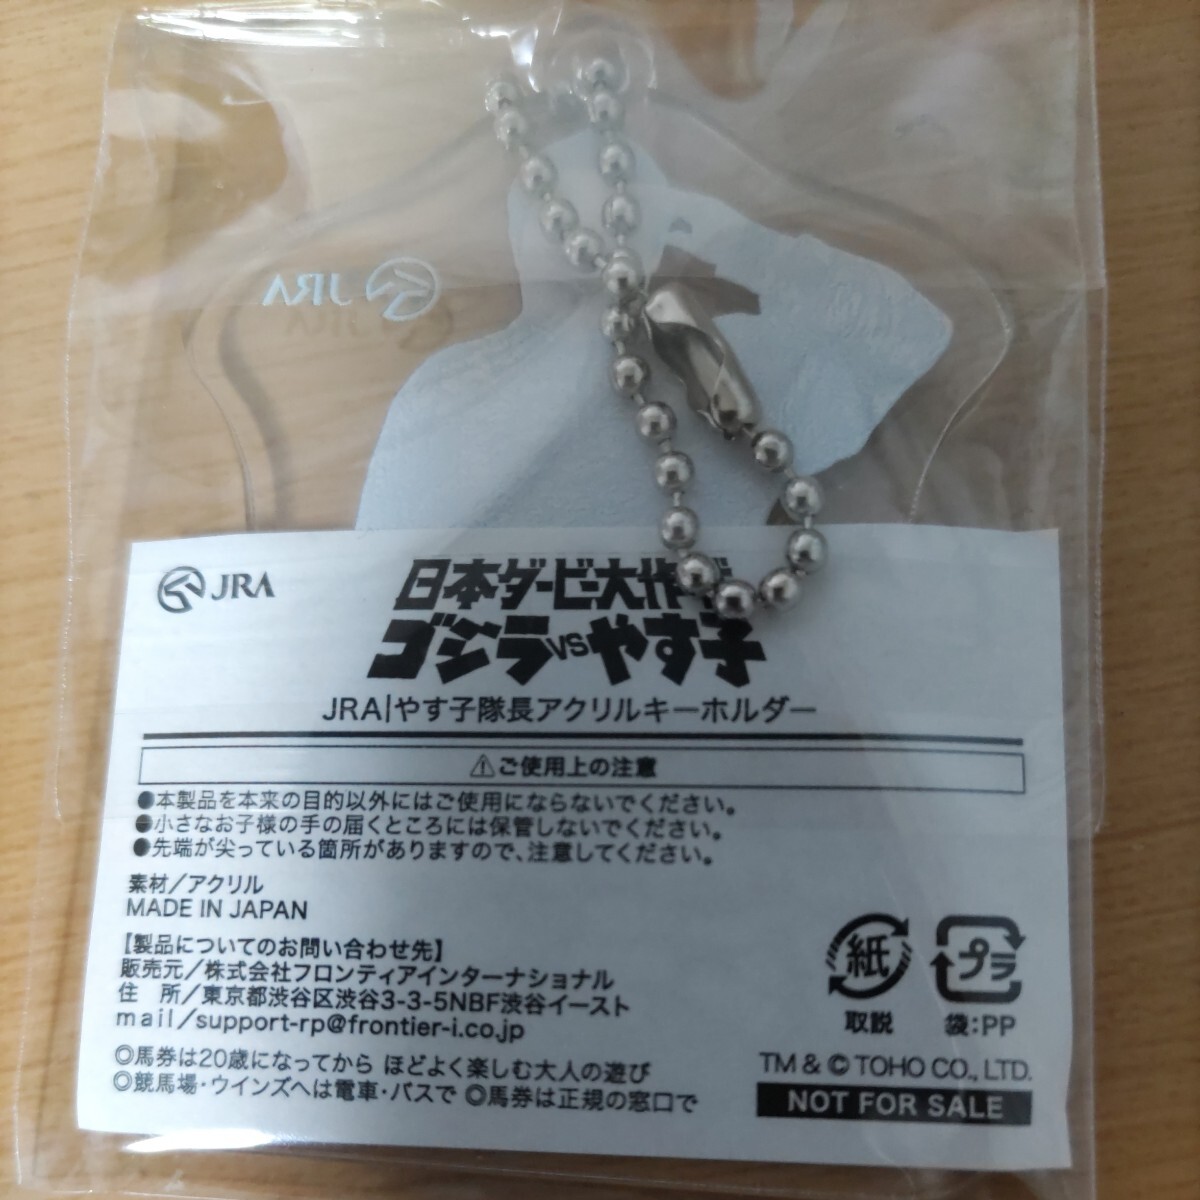 JRA
JRA
日本ダービー大作
ゴジラVSやす子
JRA|やす子隊長アクリルキーホルダー
⚠ご使用上の注意
●本製品を本来の目的以外にはご使用にならないでください。
●小さなお子様の手の届くところには保管しないでください。
●先端が尖っている箇所がありますので、注意してください。
素材/アクリル
MADE IN JAPAN
【製品についてのお問い合わせ先】
販売元/株式会社フロンティアインターナショナル
住 所/東京都渋谷区渋谷3-3-5NBF渋谷イースト
mail/support-rp@frontier-i.co.jp
紙 プラ
取説 袋:PP
◎馬券は20歳になってから ほどよく楽しむ大人の遊び
◎競馬場・ウインズへは電車・バスで ◎馬券は正規の窓口で
TM & © TOHO CO., LTD.
NOT FOR SALE